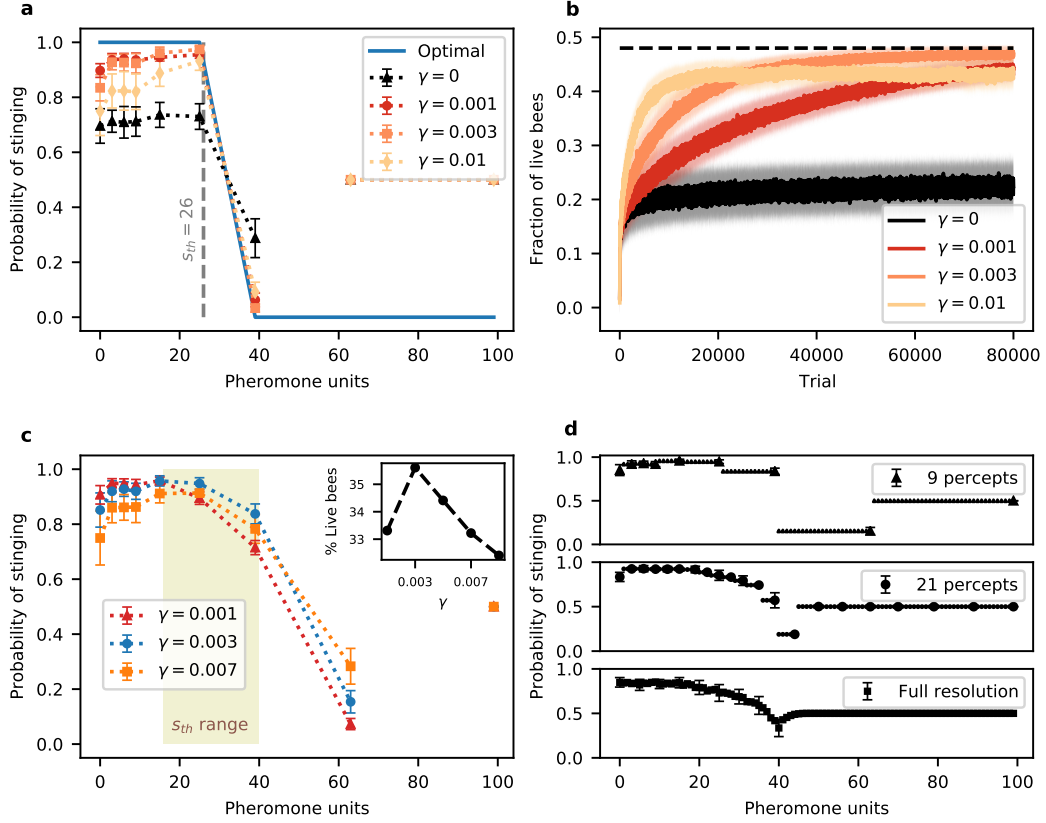 a
1.0
0.8
0.6
0.4
0.2
0.0
Probability of stinging
0
20
40
60
80
100
Pheromone units
s_th = 26
Optimal
γ = 0
γ = 0.001
γ = 0.003
γ = 0.01
b
0.5
0.4
0.3
0.2
0.1
0.0
Fraction of live bees
0
20000
40000
60000
80000
Trial
γ = 0
γ = 0.001
γ = 0.003
γ = 0.01
c
1.0
0.8
0.6
0.4
0.2
0.0
Probability of stinging
0
20
40
60
80
100
Pheromone units
γ = 0.001
γ = 0.003
γ = 0.007
s_th range
% Live bees
35
34
33
0.003
0.007
γ
d
Probability of stinging
1.0
0.5
0.0
9 percepts
1.0
0.5
0.0
21 percepts
1.0
0.5
0.0
Full resolution
0
20
40
60
80
100
Pheromone units